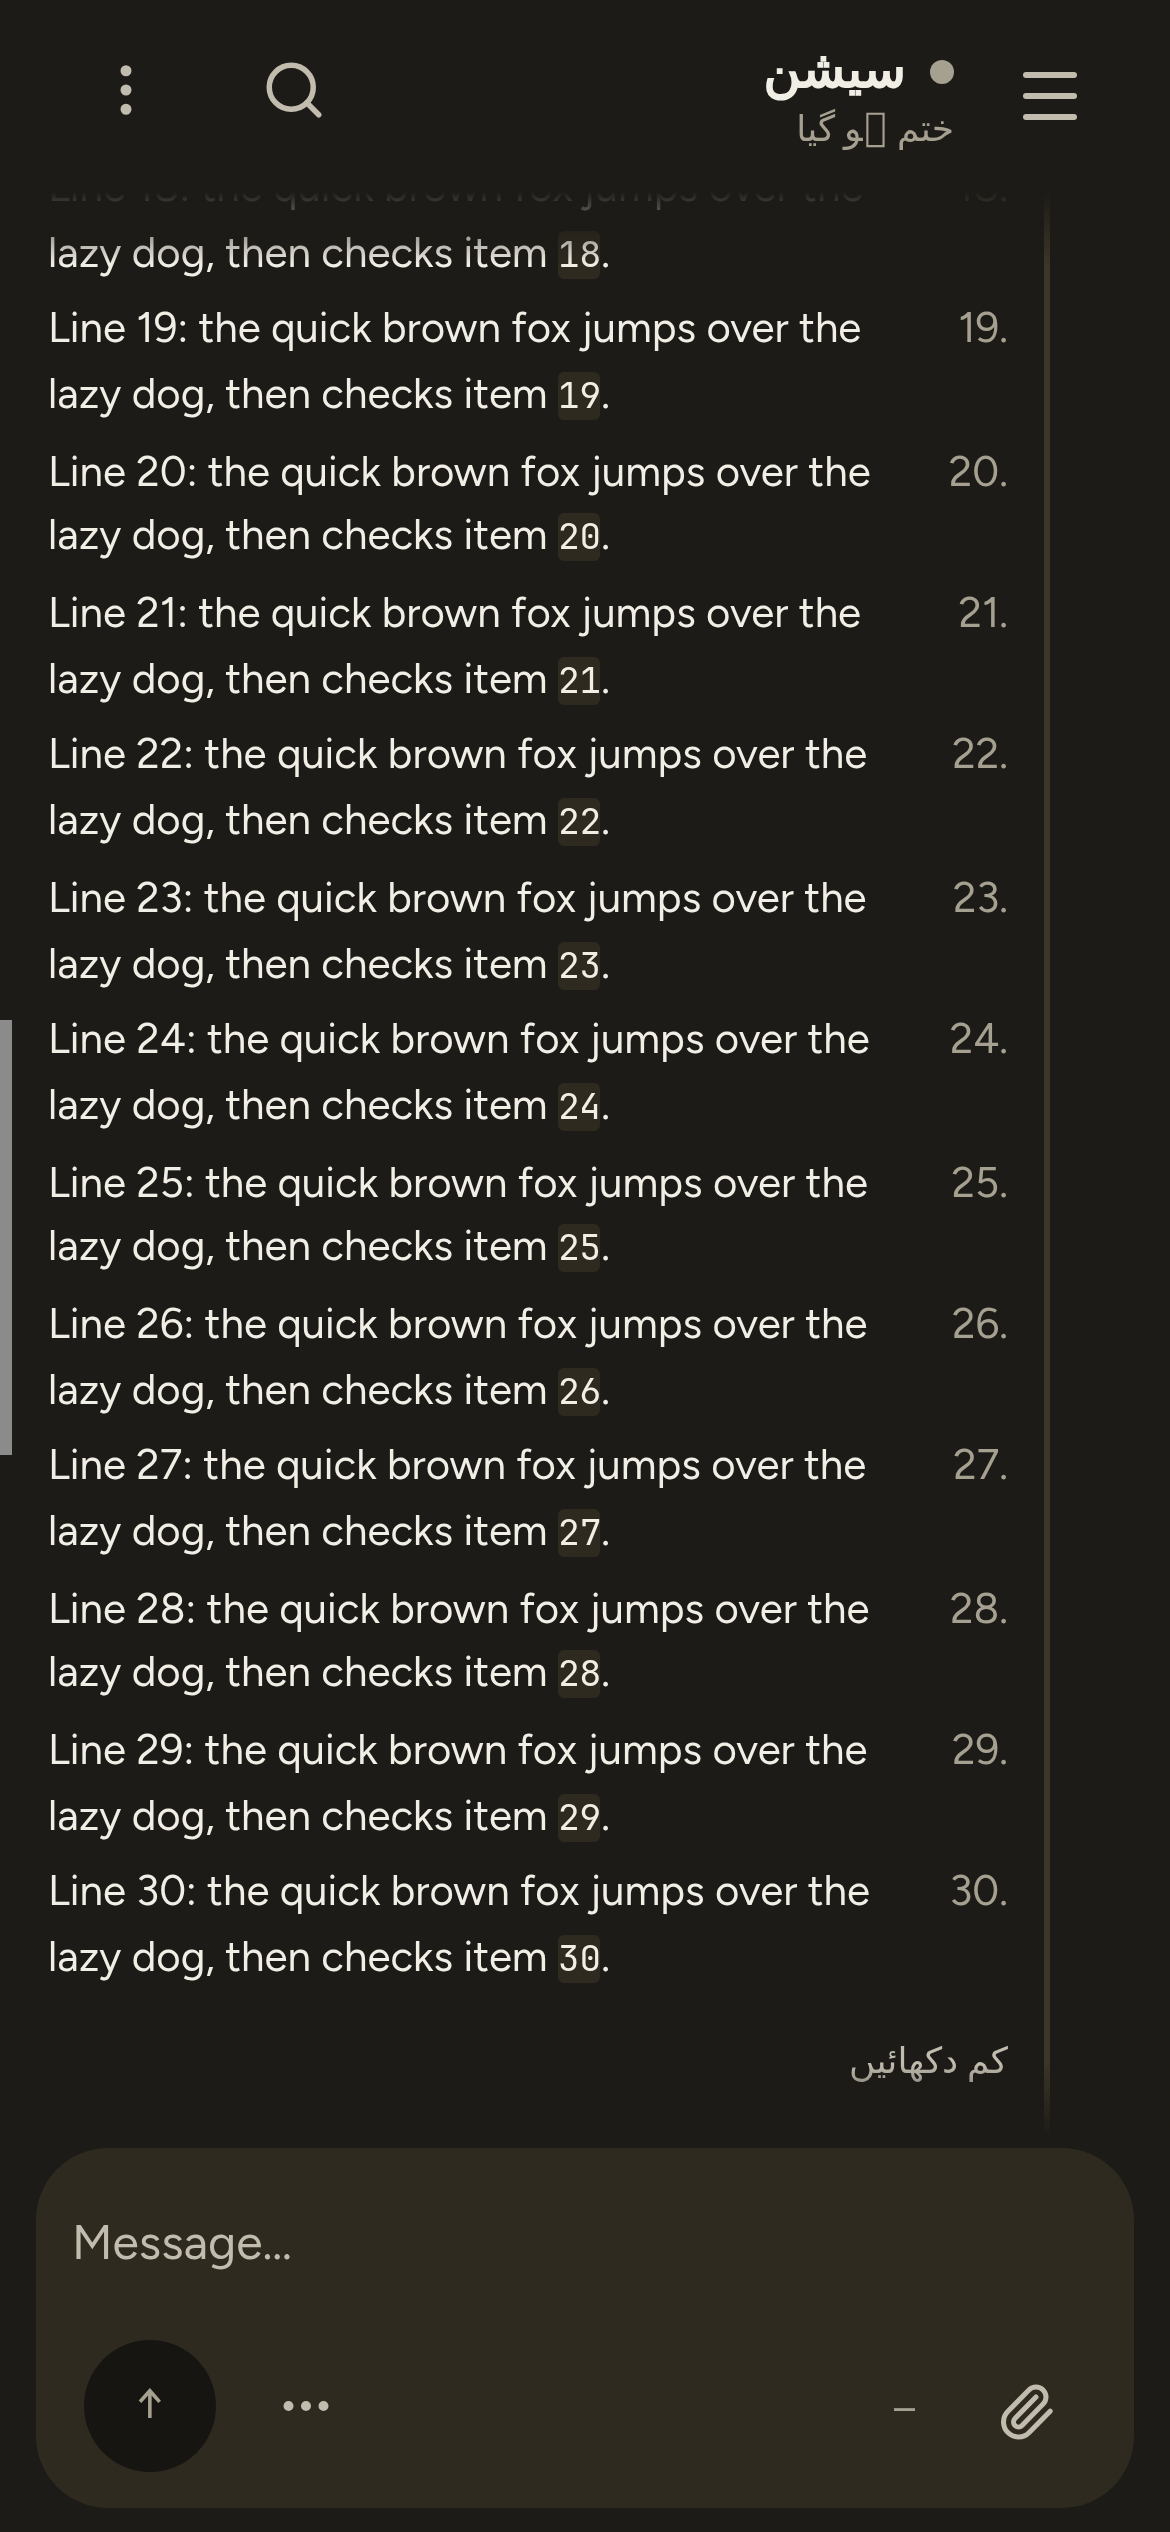 سیشن
ختم گیا
lazy dog, then checks item 18.
19. Line 19: the quick brown fox jumps over the
lazy dog, then checks item 19.
20. Line 20: the quick brown fox jumps over the
lazy dog, then checks item 20.
21. Line 21: the quick brown fox jumps over the
lazy dog, then checks item 21.
22. Line 22: the quick brown fox jumps over the
lazy dog, then checks item 22.
23. Line 23: the quick brown fox jumps over the
lazy dog, then checks item 23.
24. Line 24: the quick brown fox jumps over the
lazy dog, then checks item 24.
25. Line 25: the quick brown fox jumps over the
lazy dog, then checks item 25.
26. Line 26: the quick brown fox jumps over the
lazy dog, then checks item 26.
27. Line 27: the quick brown fox jumps over the
lazy dog, then checks item 27.
28. Line 28: the quick brown fox jumps over the
lazy dog, then checks item 28.
29. Line 29: the quick brown fox jumps over the
lazy dog, then checks item 29.
30. Line 30: the quick brown fox jumps over the
lazy dog, then checks item 30.
کم دکھائیں
Message...
–